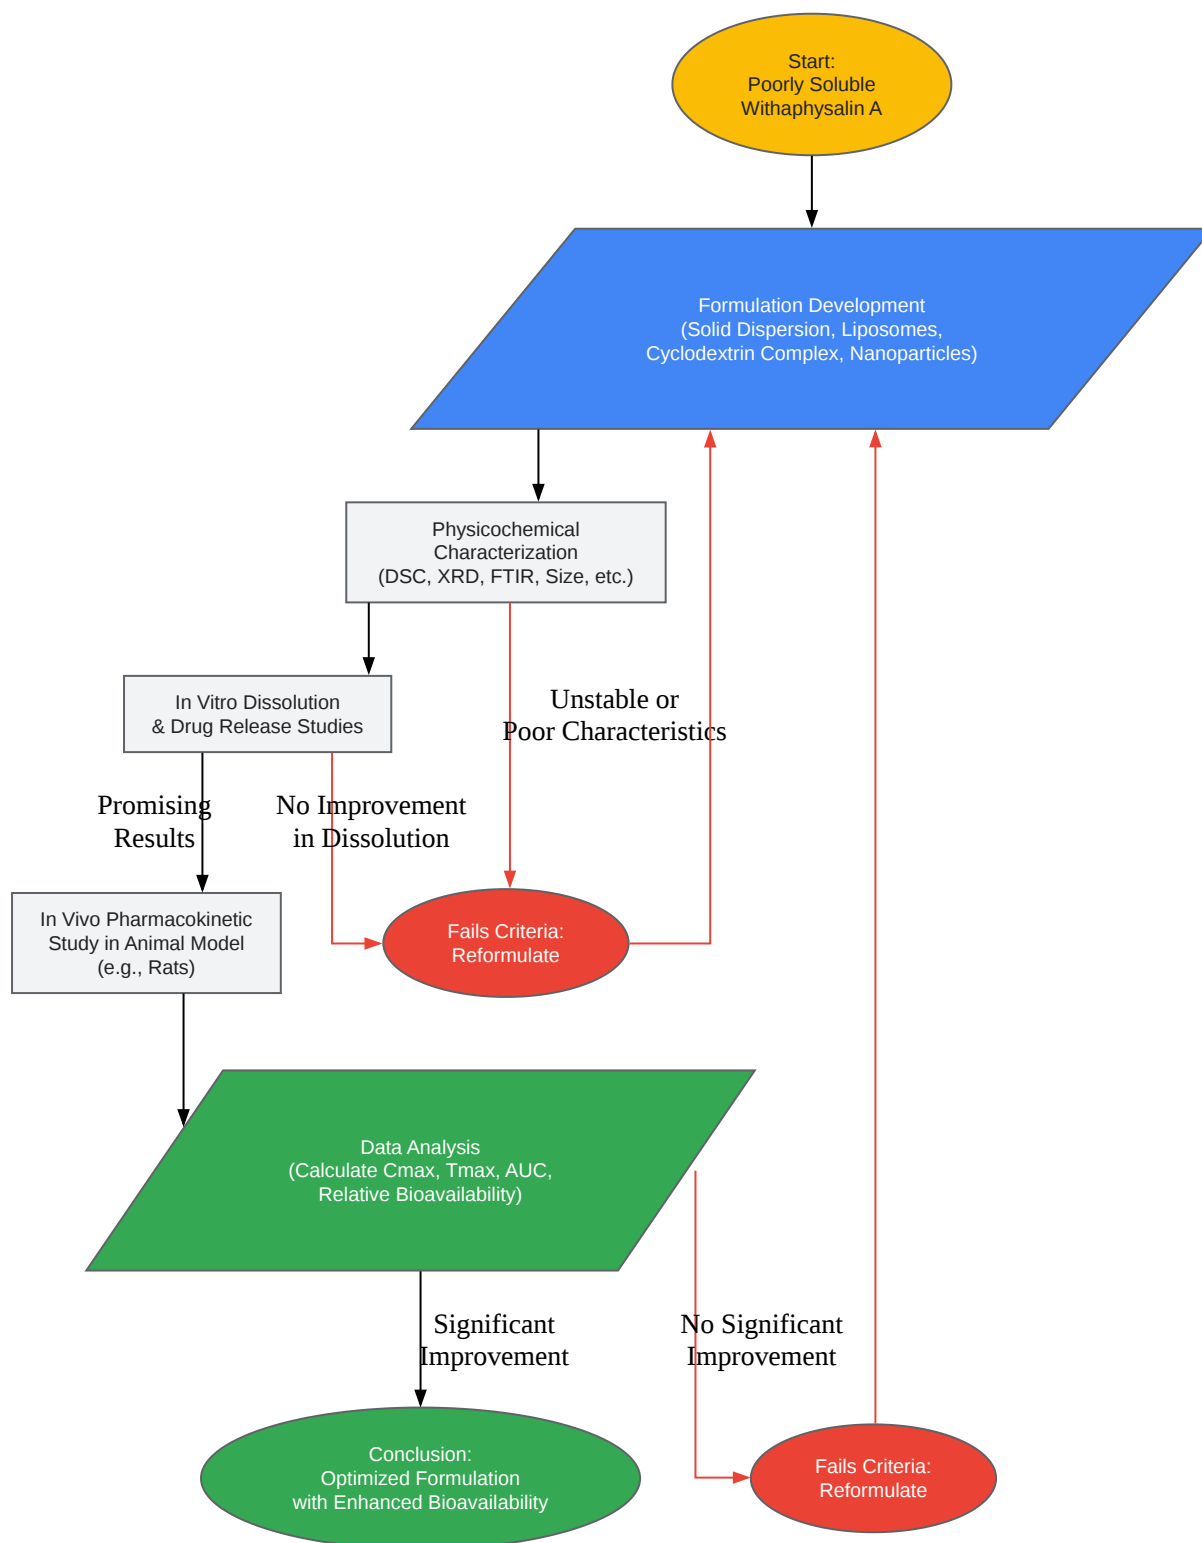 Start:
Poorly Soluble
Withaphysalin A
Formulation Development
(Solid Dispersion, Liposomes,
Cyclodextrin Complex, Nanoparticles)
Physicochemical
Characterization
(DSC, XRD, FTIR, Size, etc.)
In Vitro Dissolution
& Drug Release Studies
Unstable or
Poor Characteristics
Promising
Results
No Improvement
in Dissolution
In Vivo Pharmacokinetic
Study in Animal Model
(e.g., Rats)
Fails Criteria:
Reformulate
Data Analysis
(Calculate Cmax, Tmax, AUC,
Relative Bioavailability)
Significant
Improvement
No Significant
Improvement
Conclusion:
Optimized Formulation
with Enhanced Bioavailability
Fails Criteria:
Reformulate